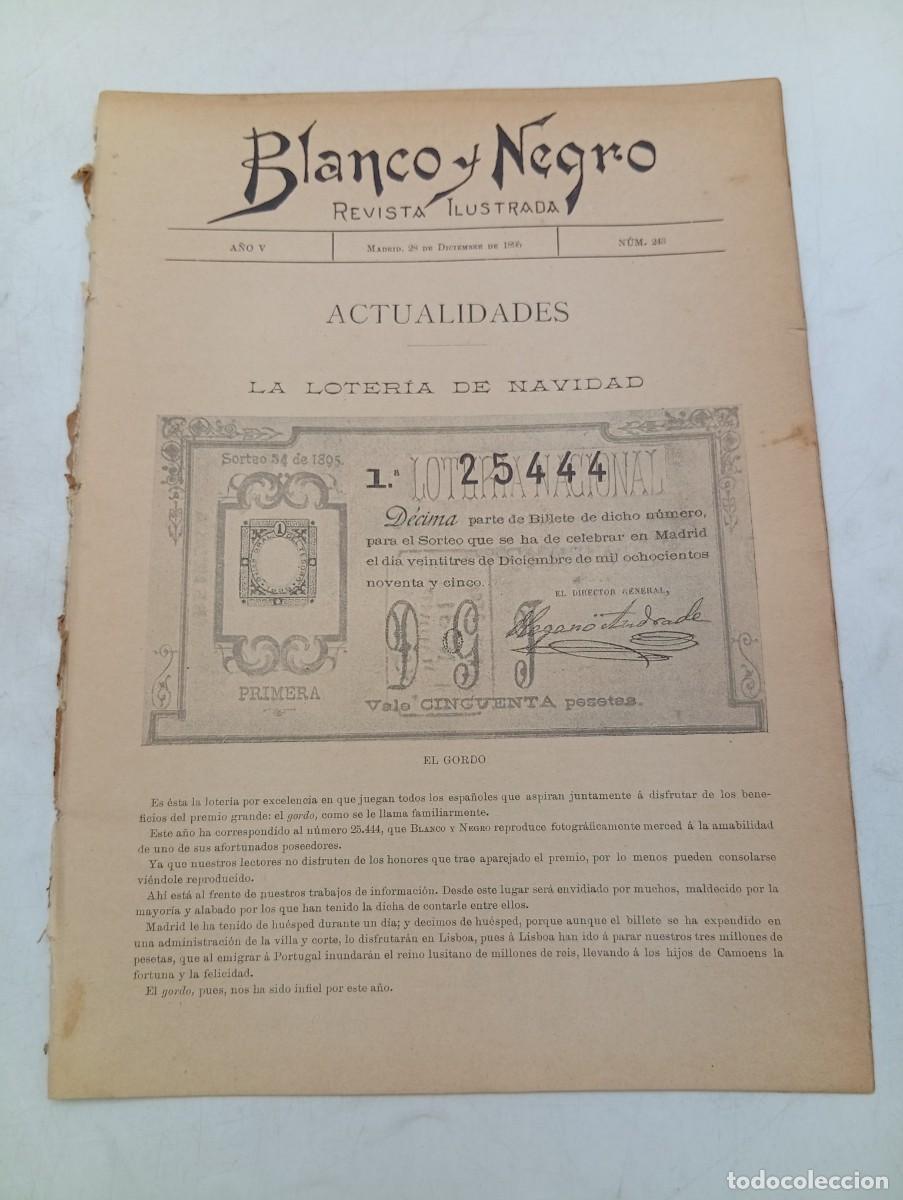 Blanco y Negro
REVISTA ILUSTRADA
AÑO V
MADRID, 28 DE DICIEMBRE DE 1895
NÚM. 243
ACTUALIDADES
LA LOTERÍA DE NAVIDAD
Sorteo 34 de 1895.
1.ª 25444
LOTERIA NACIONAL
Décima parte de Billete de dicho número,
para el Sorteo que se ha de celebrar en Madrid
el dia veintitres de Diciembre de mil ochocientos
noventa y cinco.
EL DIRECTOR GENERAL,
1
PRIMERA
Vale CINCUENTA pesetas.
EL GORDO
Es ésta la lotería por excelencia en que juegan todos los españoles que aspiran juntamente á disfrutar de los bene-
ficios del premio grande: el gordo, como se le llama familiarmente.
Este año ha correspondido al número 25.444, que BLANCO Y NEGRO reproduce fotográficamente merced á la amabilidad
de uno de sus afortunados poseedores.
Ya que nuestros lectores no disfruten de los honores que trae aparejado el premio, por lo menos pueden consolarse
viéndole reproducido.
Ahí está al frente de nuestros trabajos de información. Desde este lugar será envidiado por muchos, maldecido por la
mayoría y alabado por los que han tenido la dicha de contarle entre ellos.
Madrid le ha tenido de huésped durante un día; y decimos de huésped, porque aunque el billete se ha expendido en
una administración de la villa y corte, lo disfrutarán en Lisboa, pues á Lisboa han ido á parar nuestros tres millones de
pesetas, que al emigrar á Portugal inundarán el reino lusitano de millones de reis, llevando á los hijos de Camoens la
fortuna y la felicidad.
El gordo, pues, nos ha sido infiel por este año.
todocoleccion